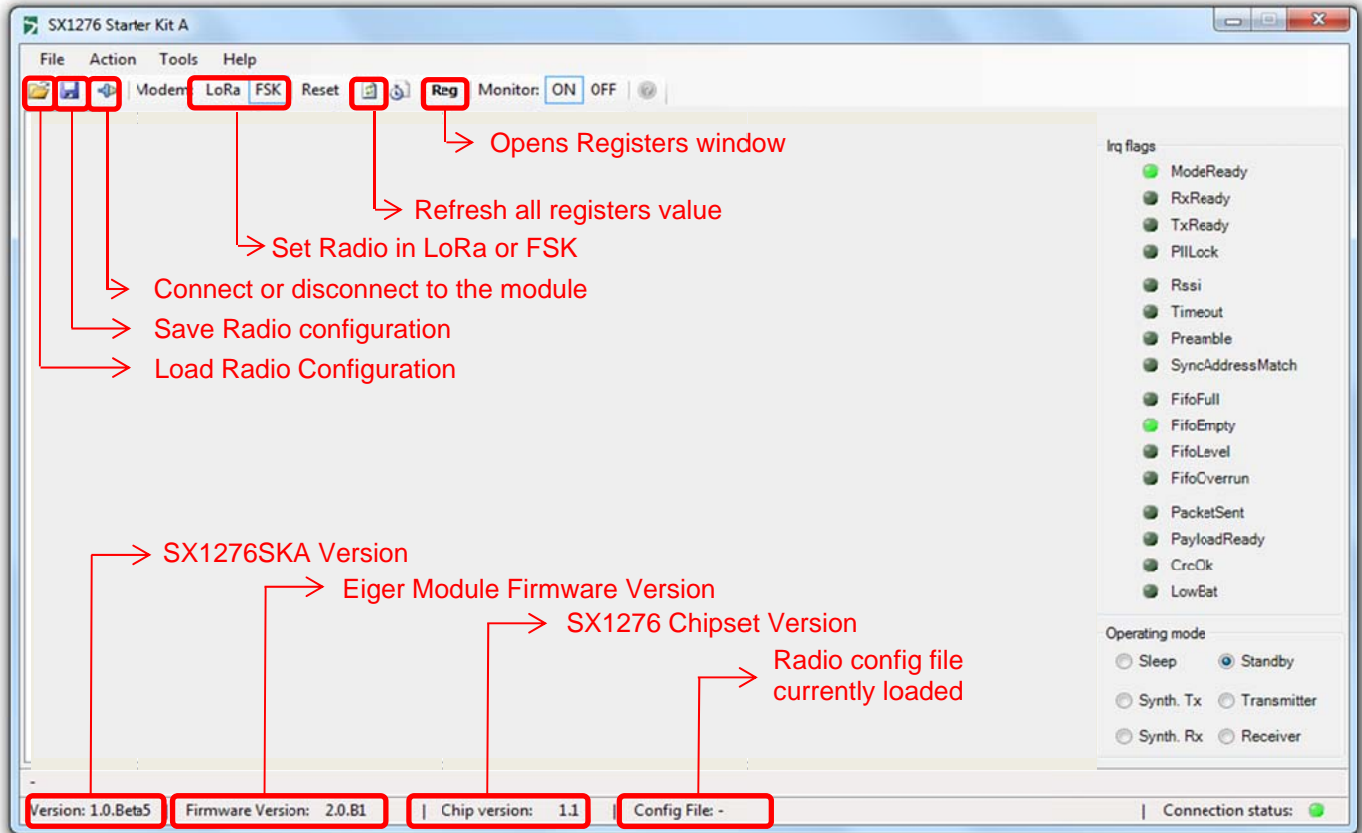 SX1276 Starter Kit A
File Action Tools Help
Modem: LoRa FSK Reset Reg Monitor: ON OFF
Opens Registers window
Refresh all registers value
Set Radio in LoRa or FSK
Connect or disconnect to the module
Save Radio configuration
Load Radio Configuration
Irq flags
ModeReady
RxReady
TxReady
PllLock
Rssi
Timeout
Preamble
SyncAddressMatch
FifoFull
FifoEmpty
FifoLevel
FifoOverrun
PacketSent
PayloadReady
CrcOk
LowBat
SX1276SKA Version
Eiger Module Firmware Version
SX1276 Chipset Version
Radio config file
currently loaded
Operating mode
Sleep Standby
Synth. Tx Transmitter
Synth. Rx Receiver
-
Version: 1.0.Beta5 | Firmware Version: 2.0.B1 | Chip version: 1.1 | Config File: - | Connection status: